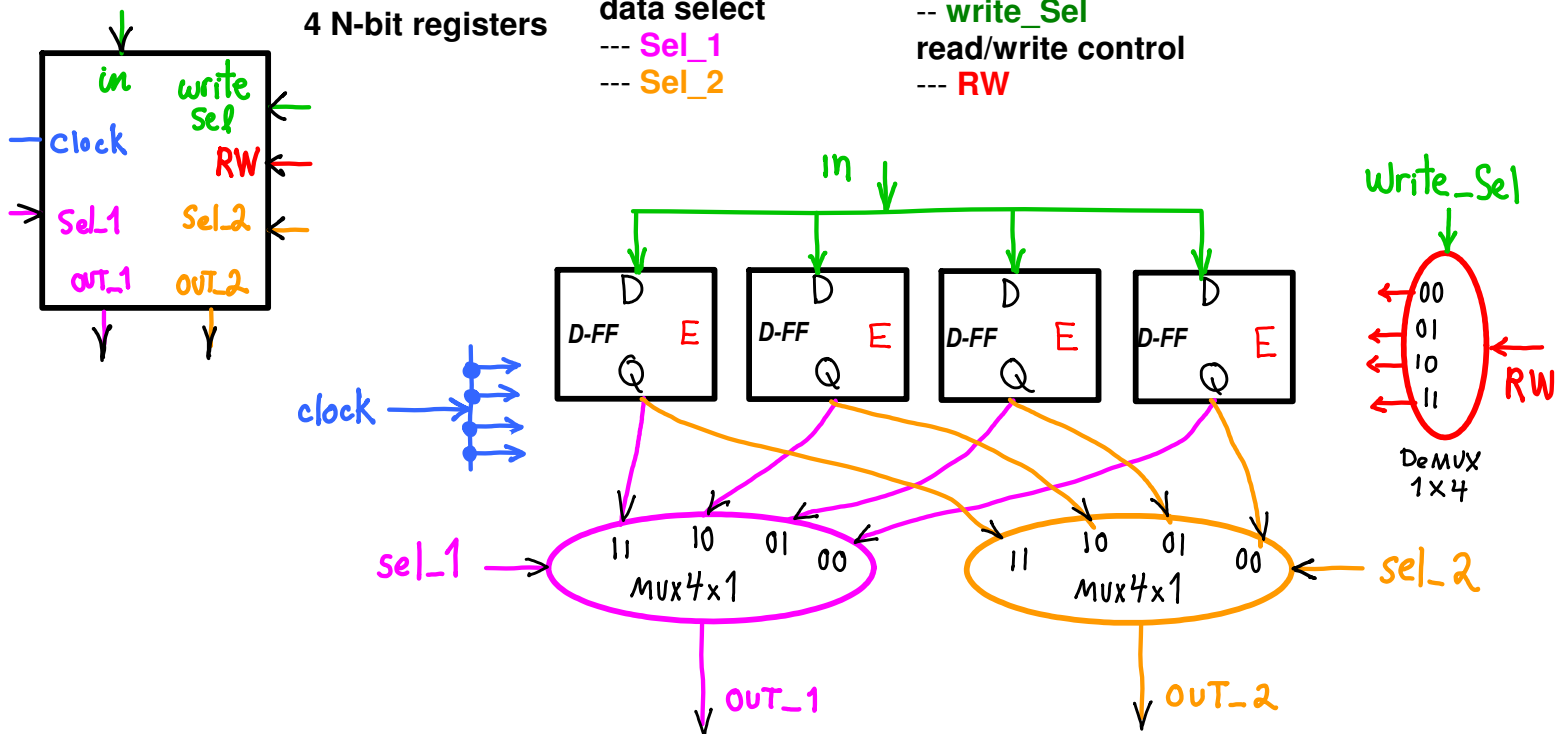 4 N-bit registers
data select
--- Sel_1
--- Sel_2
-- write_Sel
read/write control
--- RW
in
write
sel
clock
RW
Sel_1
Sel_2
OUT_1
OUT_2
in
Write_Sel
D
D
D
D
D-FF
E
D-FF
E
D-FF
E
D-FF
E
Q
Q
Q
Q
00
01
10
11
RW
DeMUX
1X4
clock
11
10
01
00
MUX4x1
sel_1
11
10
01
00
MUX4x1
sel_2
OUT_1
OUT_2